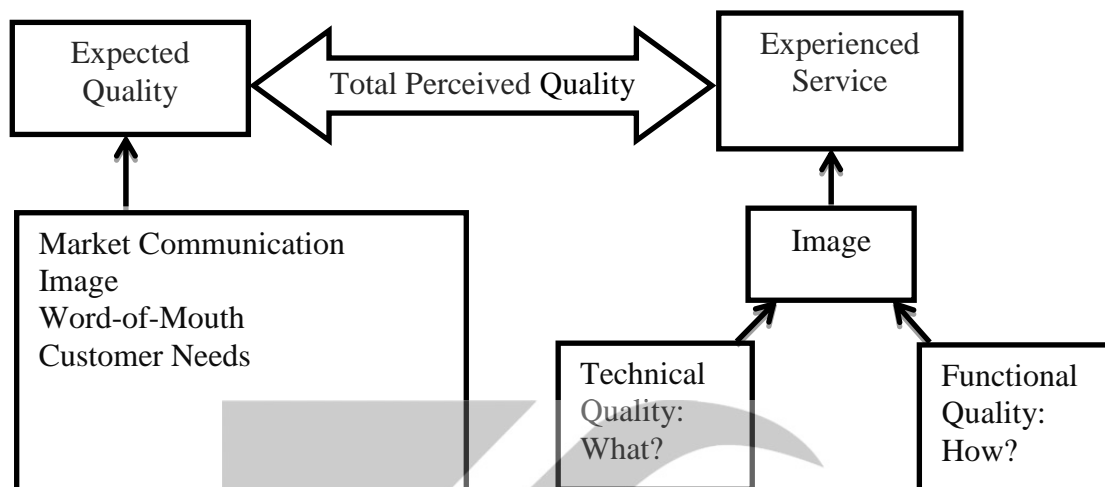 Expected
Quality
Total Perceived Quality
Experienced
Service
Market Communication
Image
Word-of-Mouth
Customer Needs
Image
Technical
Quality:
What?
Functional
Quality:
How?